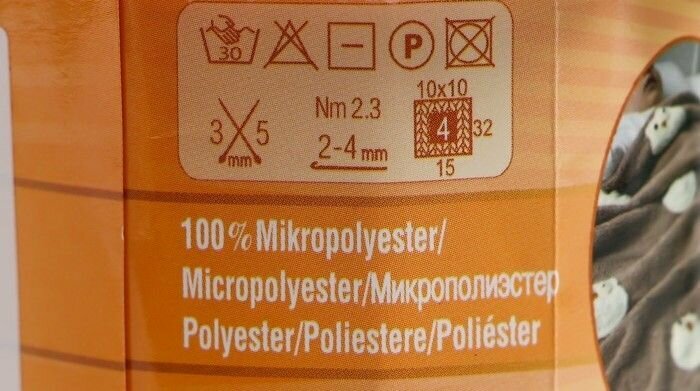 30 P
10x10
3 5 Nm 2.3 4 32
mm 2-4 mm
15
100% Mikropolyester/
Micropolyester/Микрополиэстер
Polyester/Poliestere/Poliéster